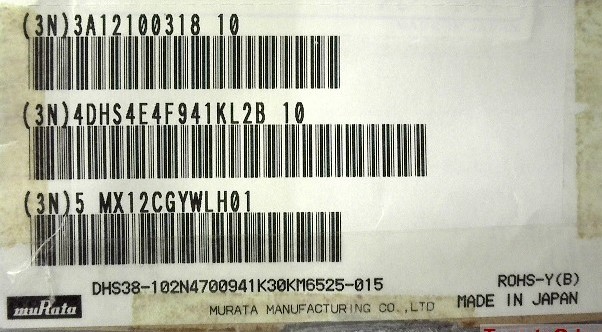 (3N)3A12100318 10
(3N)4DHS4E4F941KL2B 10
(3N)5 MX12CGYWLH01
DHS38-102N4700941K30KM6525-015
ROHS-Y(B)
muRata
MURATA MANUFACTURING CO.,LTD
MADE IN JAPAN